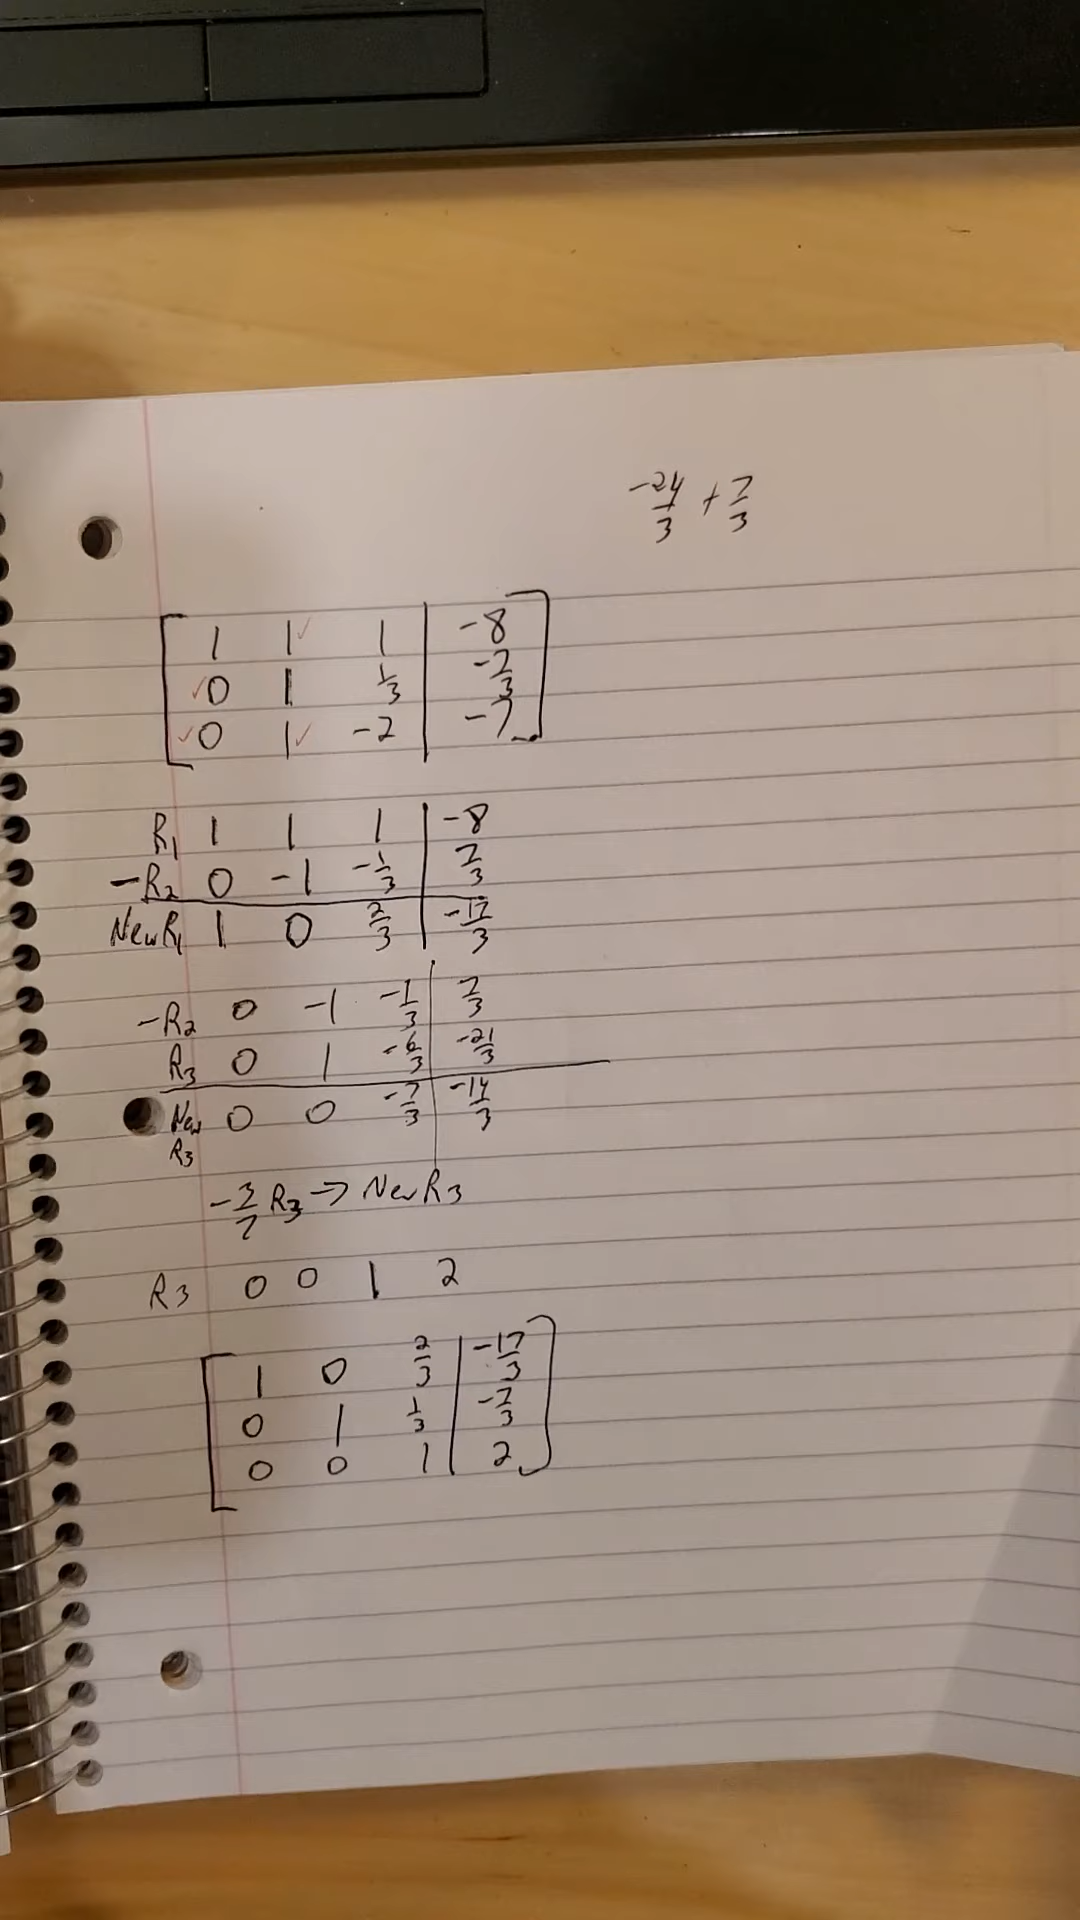 -24/3 + 7/3
1 1 1 | -8
0 1 1/3 | -7/3
0 1 -2 | -7
R1 1 1 1 | -8
-R2 0 -1 -1/3 | 7/3
New R1 1 0 2/3 | -17/3
-R2 0 -1 -1/3 | 7/3
R3 0 1 -6/3 | -21/3
New R3 0 0 -7/3 | -14/3
-3/7 R3 → New R3
R3 0 0 1 2
1 0 2/3 | -17/3
0 1 1/3 | -7/3
0 0 1 | 2